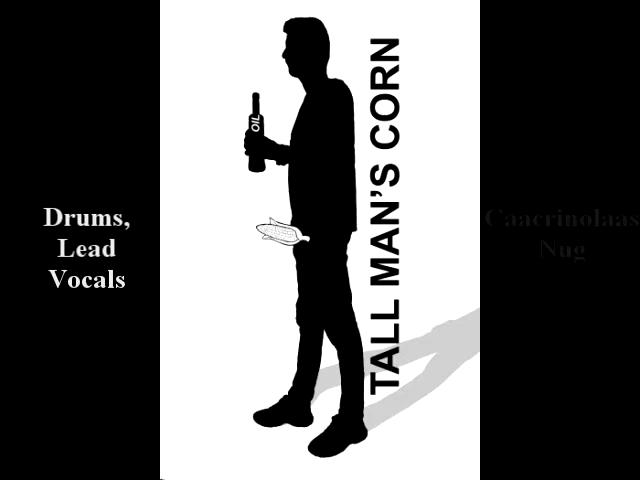 Drums,
Lead
Vocals
OIL
TALL MAN'S CORN
Caacrinolaas
Nug